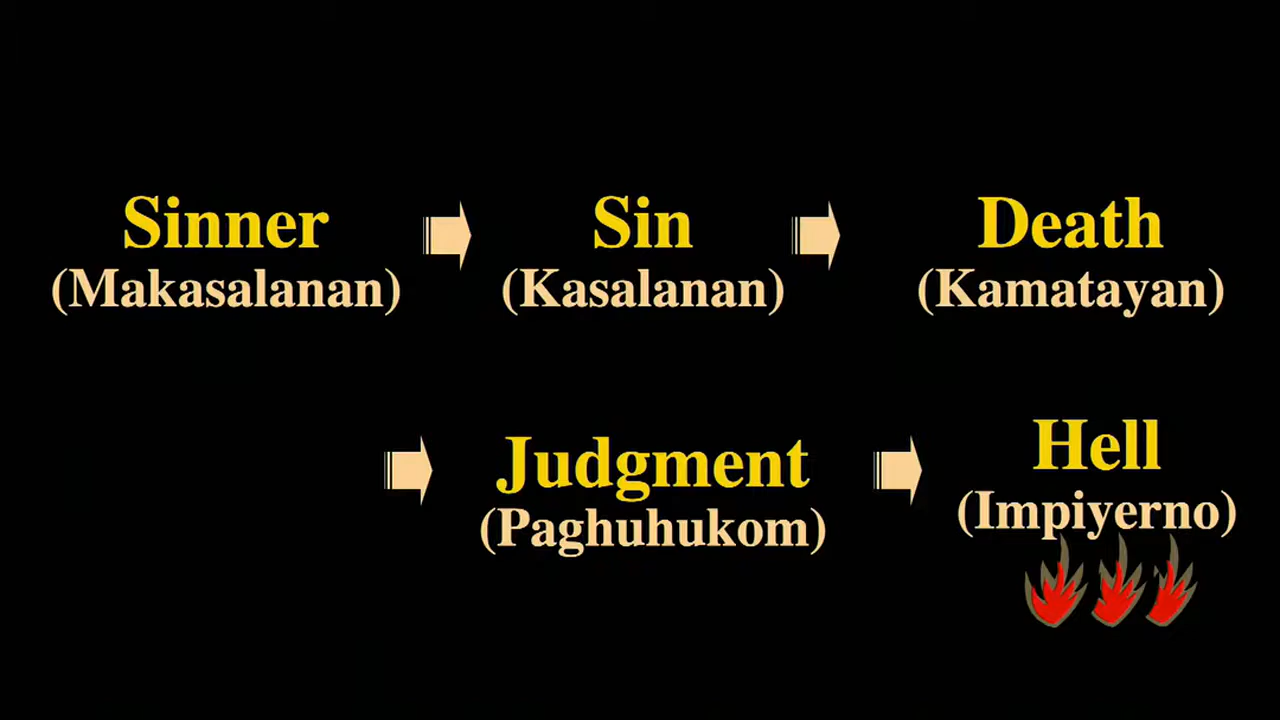 Sinner
(Makasalanan)
Sin
(Kasalanan)
Death
(Kamatayan)
Judgment
(Paghuhukom)
Hell
(Impiyerno)